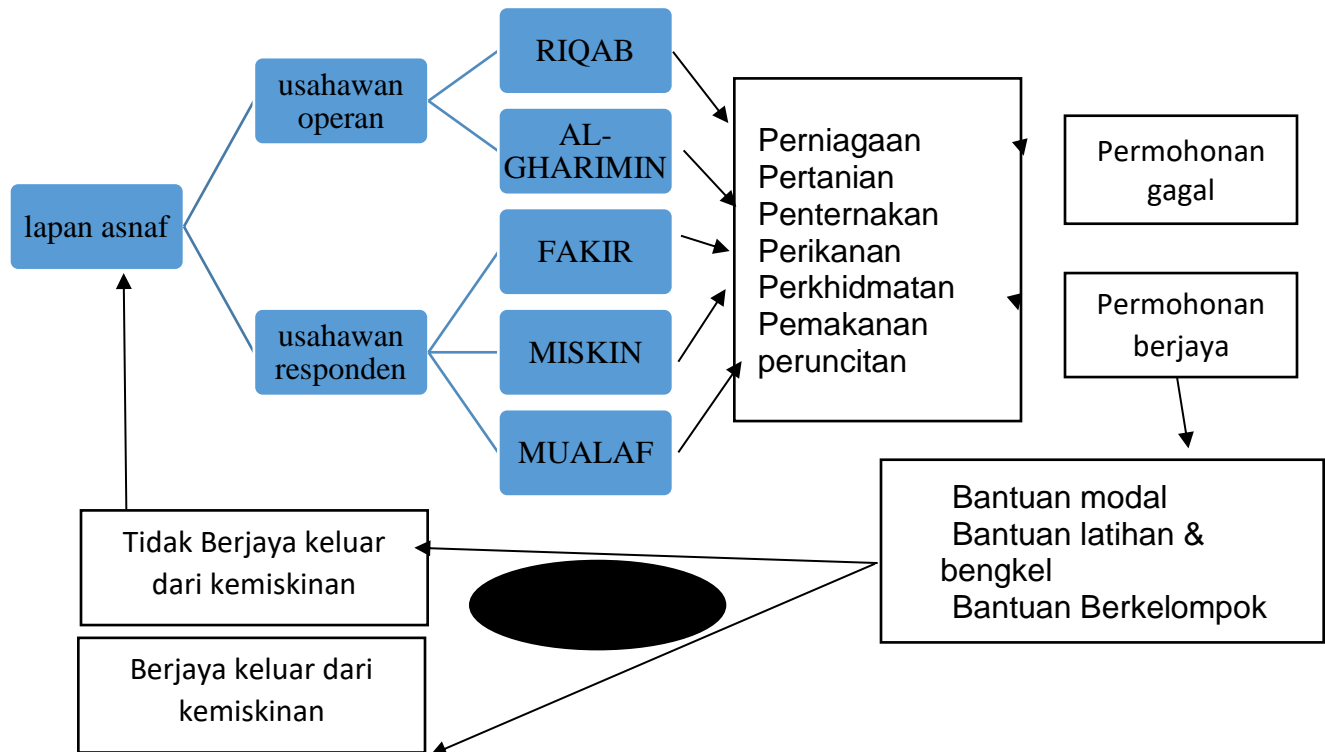 lapan asnaf
usahawan
operan
usahawan
responden
RIQAB
AL-
GHARIMIN
FAKIR
MISKIN
MUALAF
Perniagaan
Pertanian
Penternakan
Perikanan
Perkhidmatan
Pemakanan
peruncitan
Permohonan
gagal
Permohonan
berjaya
Bantuan modal
Bantuan latihan &
bengkel
Bantuan Berkelompok
Tidak Berjaya keluar
dari kemiskinan
Berjaya keluar dari
kemiskinan